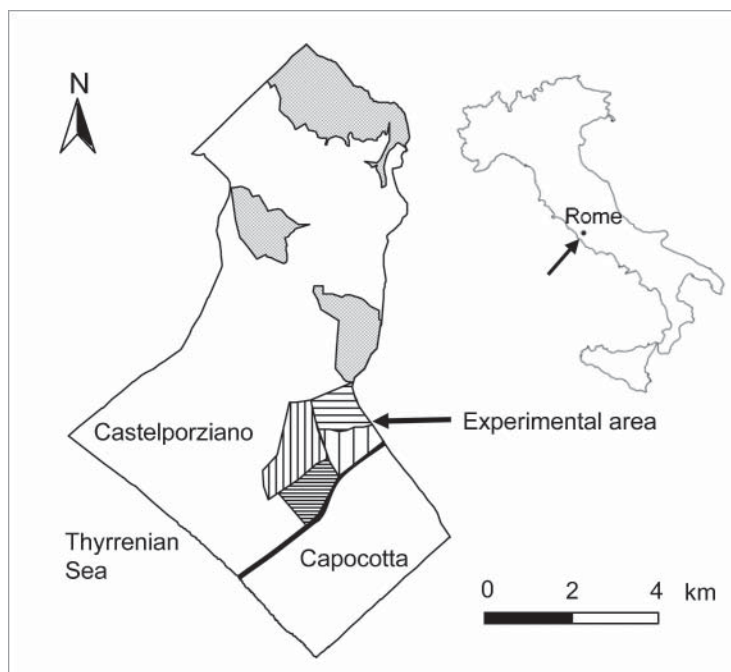 N
Rome
Castelporziano
Experimental area
Thyrrenian
Sea
Capocotta
0 2 4 km